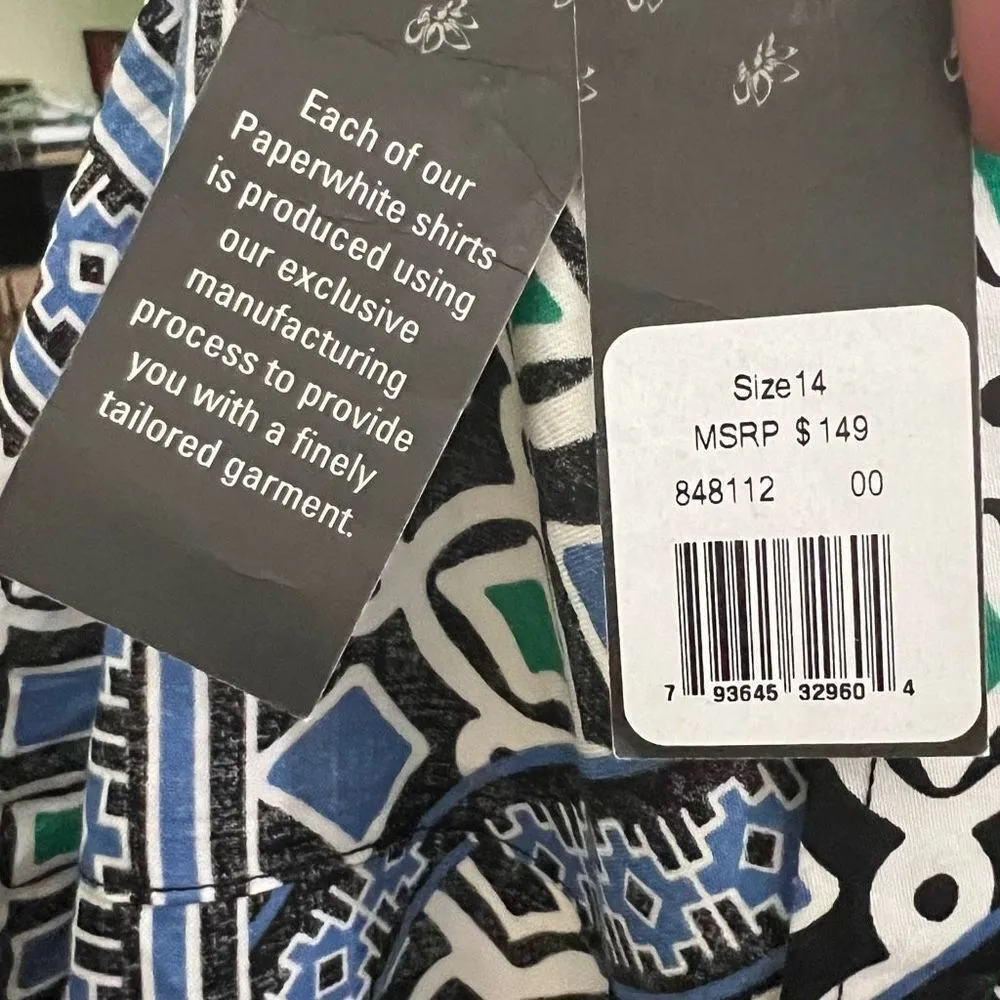 Each of our
Paperwhite shirts
is produced using
our exclusive
manufacturing
process to provide
you with a finely
tailored garment.
Size 14
MSRP $149
848112 00
7 93645 32960 4